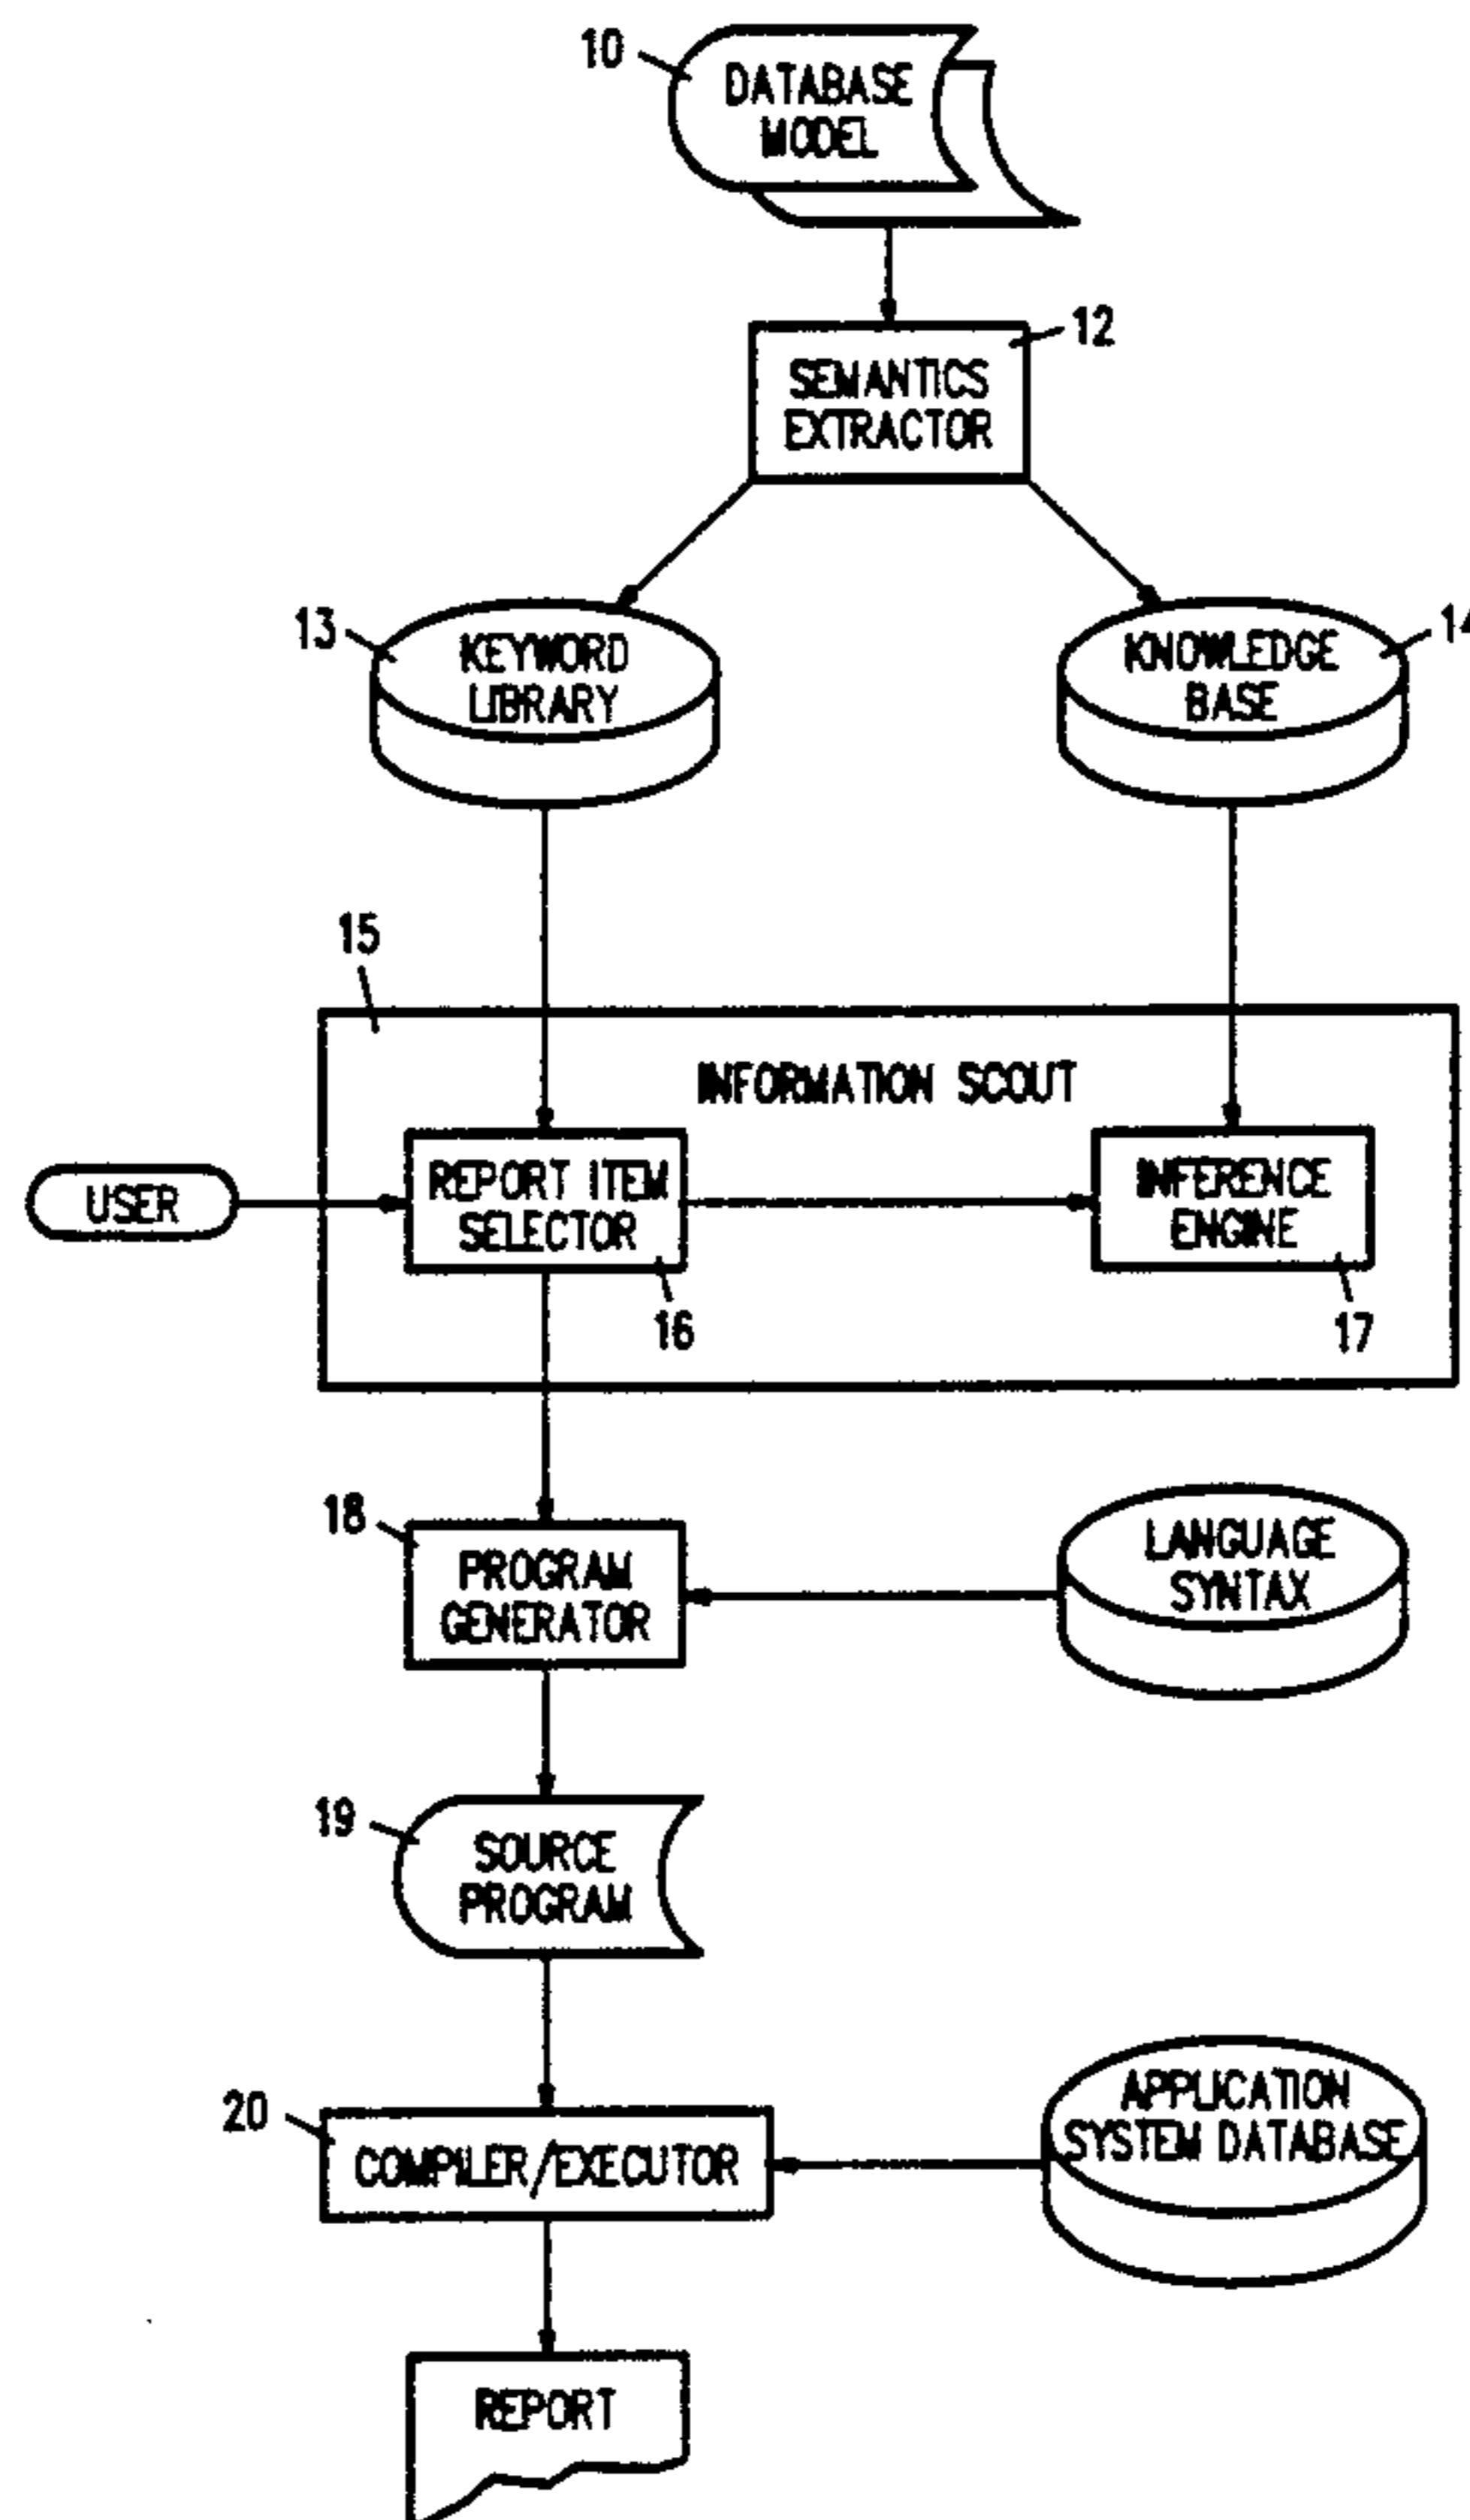 10
DATABASE
MODEL
12
SEMANTICS
EXTRACTOR
13
KEYWORD
LIBRARY
KNOWLEDGE
BASE
14
15
INFORMATION SCOUT
USER
REPORT ITEM
SELECTOR
16
INFERENCE
ENGINE
17
18
PROGRAM
GENERATOR
LANGUAGE
SYNTAX
19
SOURCE
PROGRAM
20
COMPILER/EXECUTOR
APPLICATION
SYSTEM DATABASE
REPORT